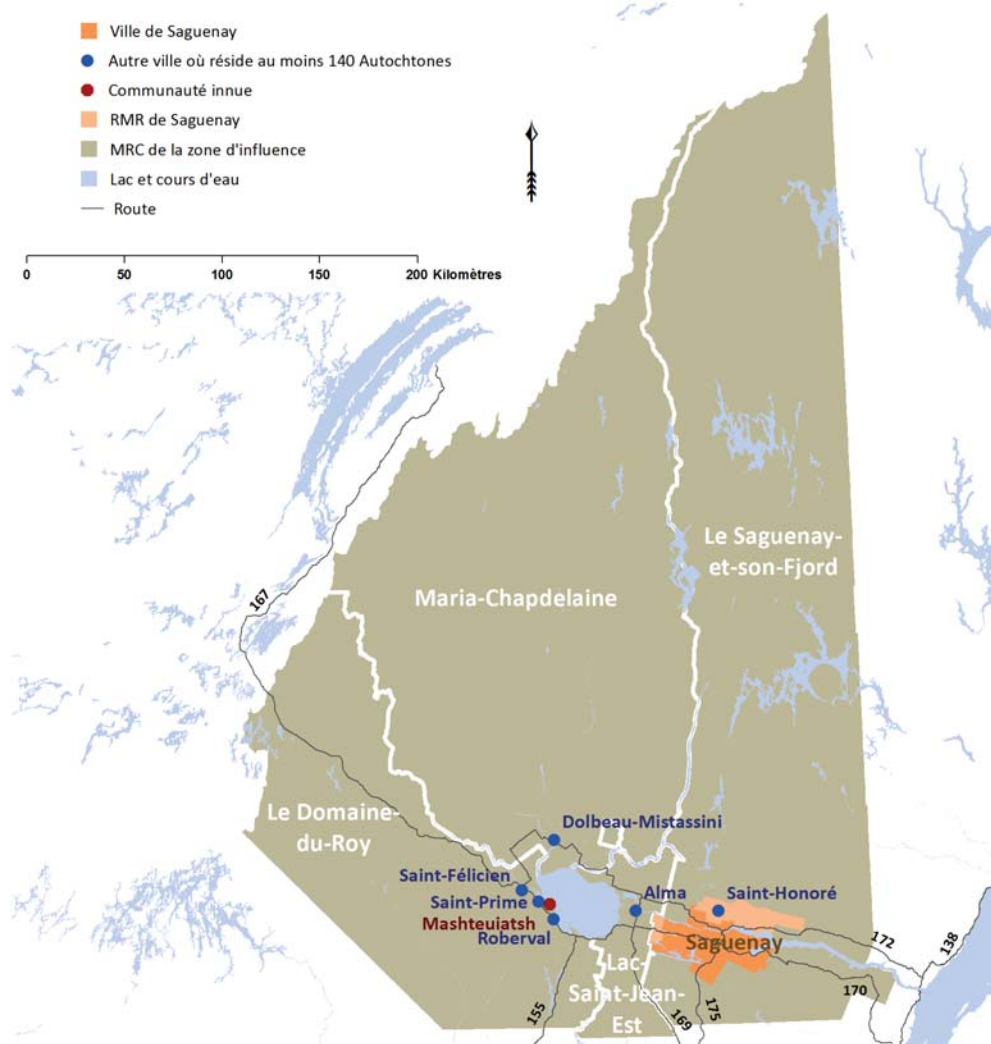 Ville de Saguenay
Autre ville où réside au moins 140 Autochtones
Communauté innue
RMR de Saguenay
MRC de la zone d'influence
Lac et cours d'eau
Route
0 50 100 150 200 Kilomètres
Le Saguenay-
et-son-Fjord
Maria-Chapdelaine
167
Le Domaine-
du-Roy
Dolbeau-Mistassini
Saint-Félicien
Saint-Prime
Alma
Saint-Honoré
Mashteuiatsh
Roberval
Saguenay
172
138
Lac-
Saint-Jean-
Est
155
169
175
170